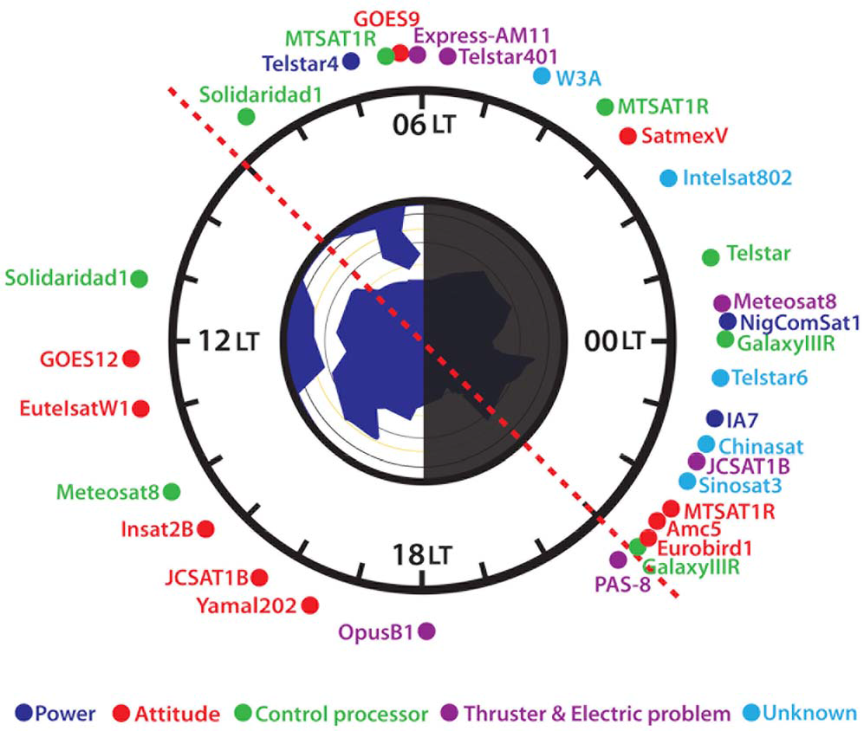 GOES9
MTSAT1R
Express-AM11
Telstar4
Telstar401
W3A
Solidaridad1
MTSAT1R
06 LT
SatmexV
Intelsat802
Telstar
Solidaridad1
Meteosat8
NigComSat1
12 LT
00 LT
GalaxyIIIR
GOES12
Telstar6
EutelsatW1
IA7
Chinasat
JCSAT1B
Sinosat3
Meteosat8
MTSAT1R
Insat2B
Amc5
Eurobird1
18 LT
GalaxyIIIR
JCSAT1B
PAS-8
Yamal202
OpusB1
Power Attitude Control processor Thruster & Electric problem Unknown